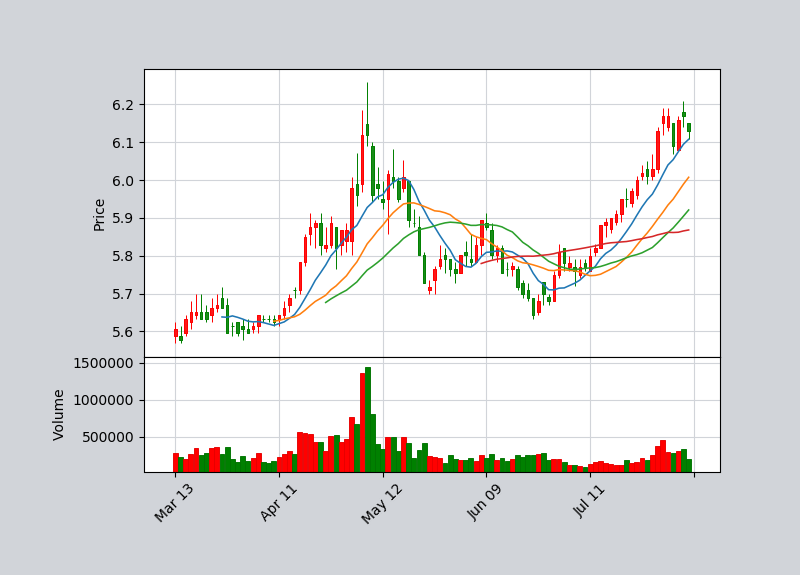 Price
6.2
6.1
6.0
5.9
5.8
5.7
5.6
Volume
1500000
1000000
500000
Mar 13
Apr 11
May 12
Jun 09
Jul 11